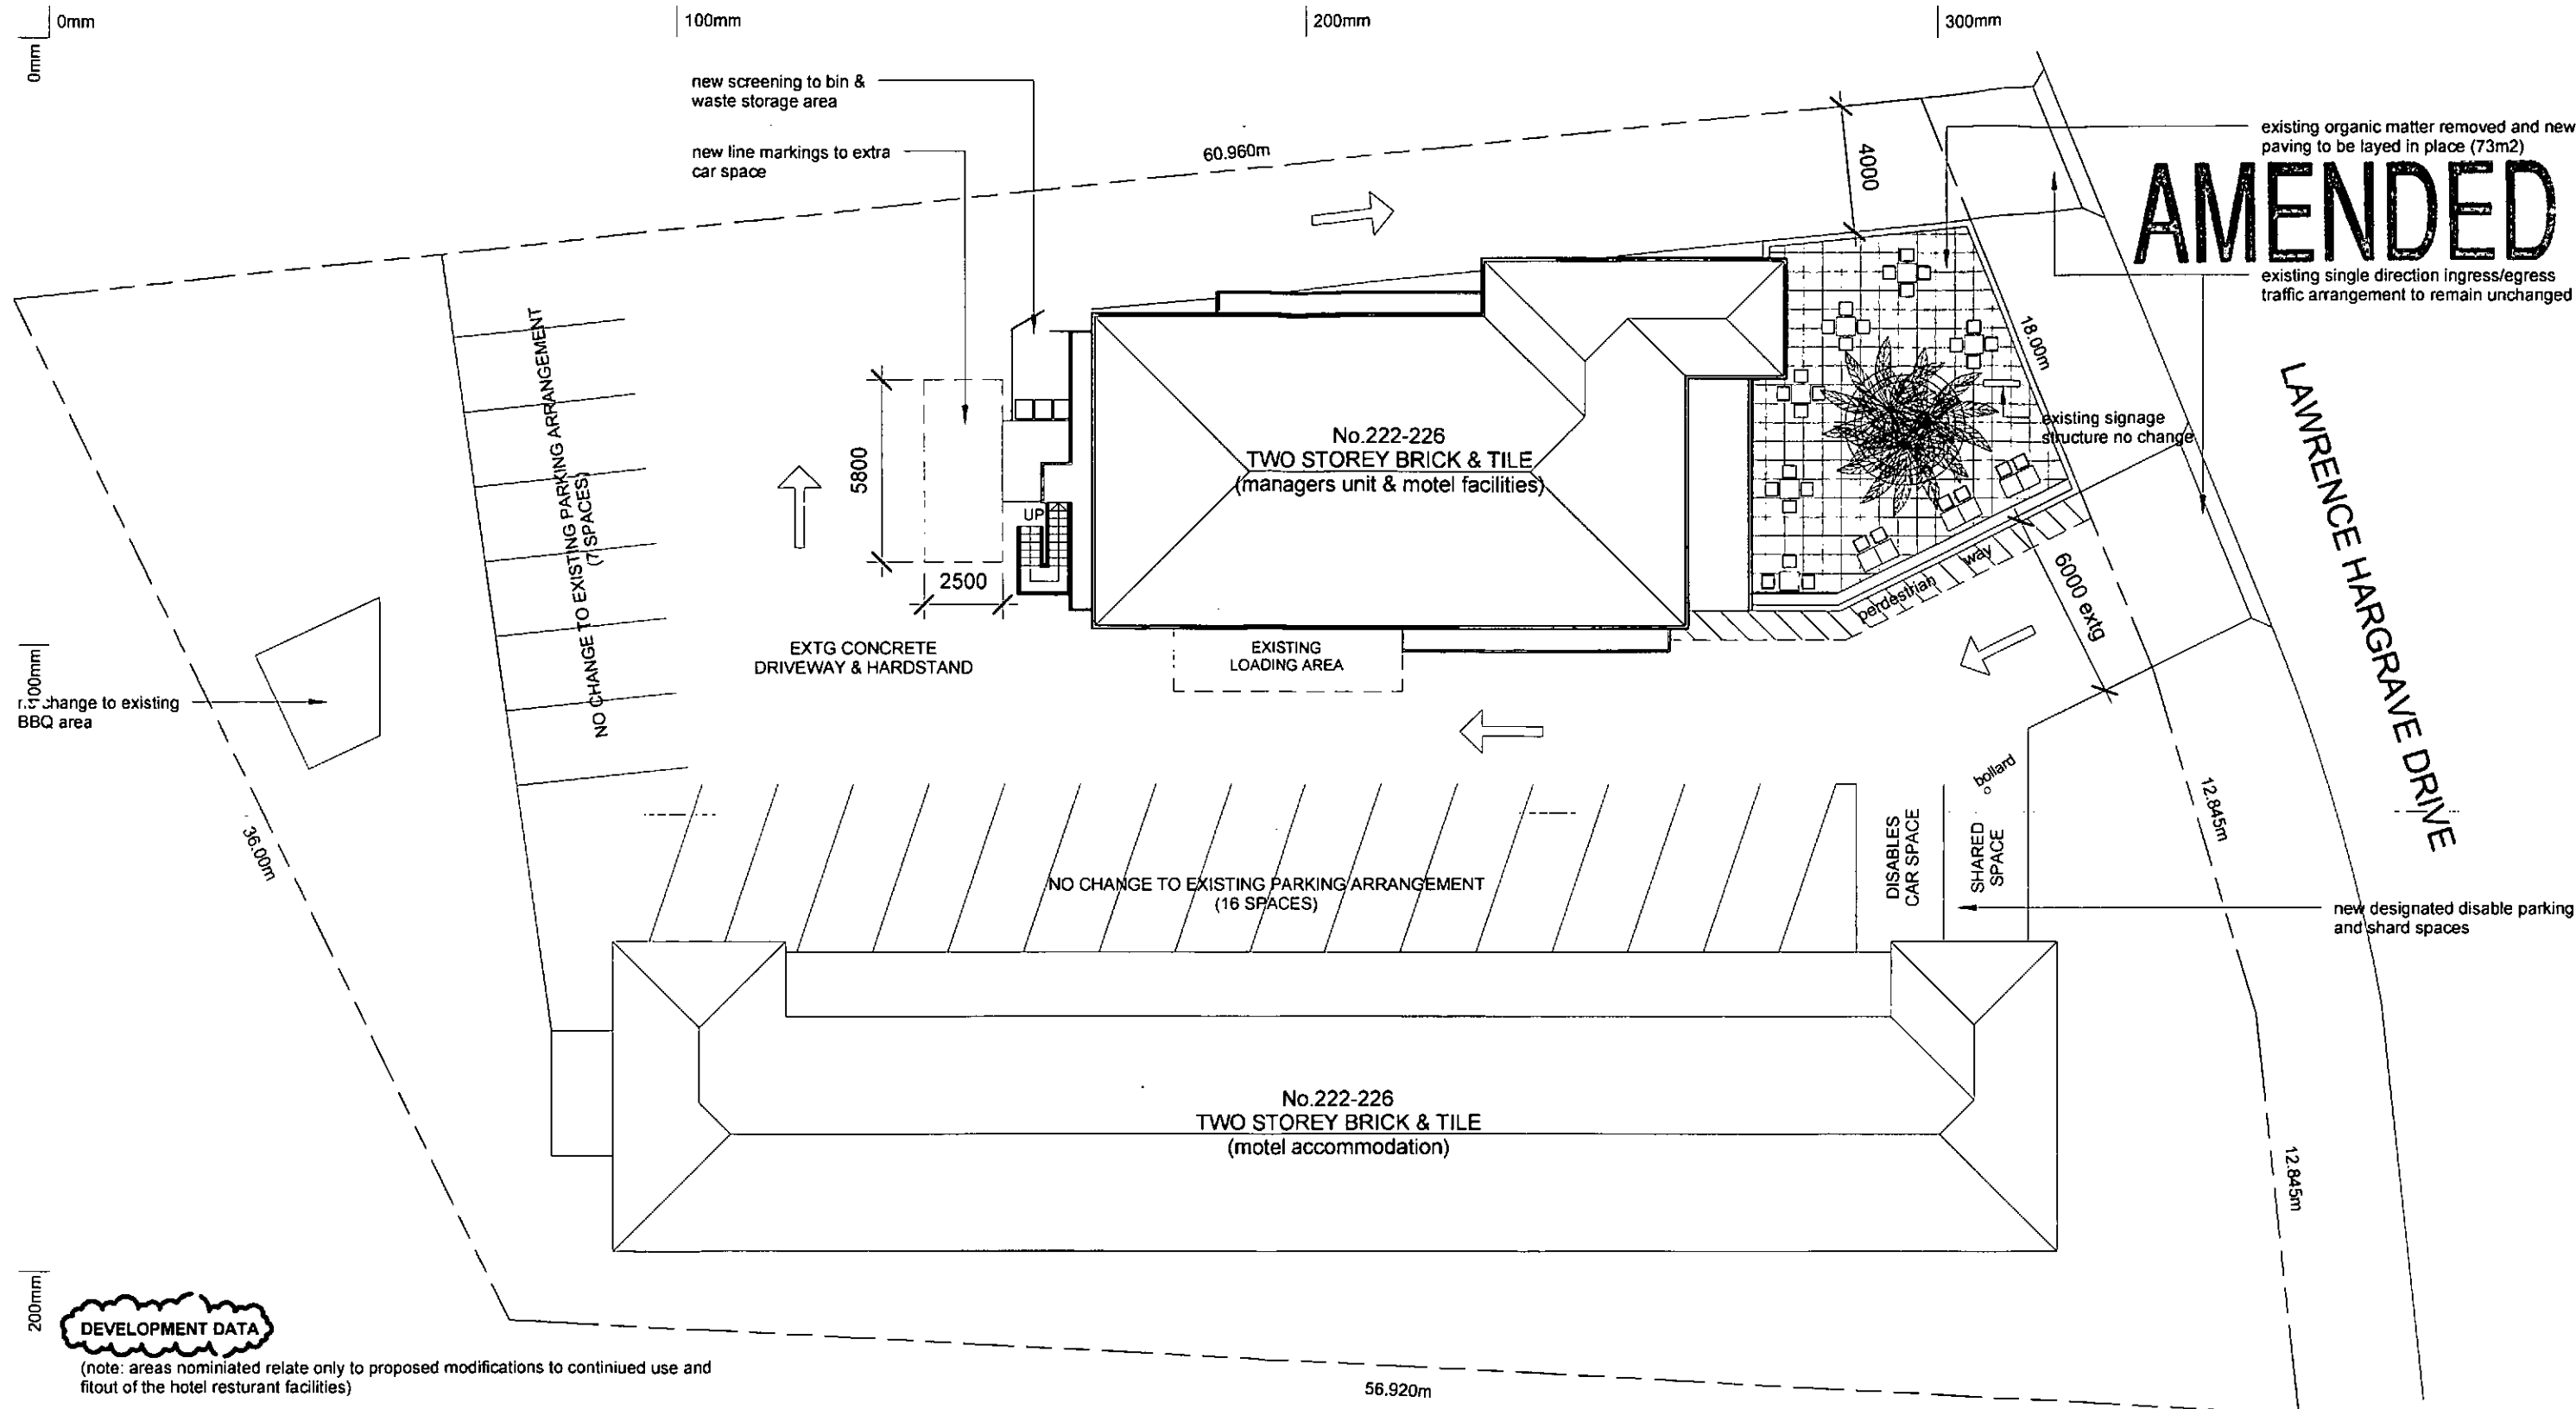 0mm
100mm
200mm
300mm
0mm
new screening to bin &
waste storage area
new line markings to extra
car space
60.960m
4000
existing organic matter removed and new
paving to be layed in place (73m2)
AMENDED
existing single direction ingress/egress
traffic arrangement to remain unchanged
18.00m
NO CHANGE TO EXISTING PARKING ARRANGEMENT
(7 SPACES)
5800
2500
UP
No.222-226
TWO STOREY BRICK & TILE
(managers unit & motel facilities)
existing signage
structure no change
LAWRENCE HARGRAVE DRIVE
perdestrian way
6000 extg
EXTG CONCRETE
DRIVEWAY & HARDSTAND
EXISTING
LOADING AREA
100mm
change to existing
BBQ area
bollard
12.845m
36.00m
DISABLES
CAR SPACE
SHARED
SPACE
NO CHANGE TO EXISTING PARKING ARRANGEMENT
(16 SPACES)
new designated disable parking
and shard spaces
No.222-226
TWO STOREY BRICK & TILE
(motel accommodation)
12.845m
200mm
DEVELOPMENT DATA
(note: areas nominiated relate only to proposed modifications to continiued use and
fitout of the hotel resturant facilities)
56.920m